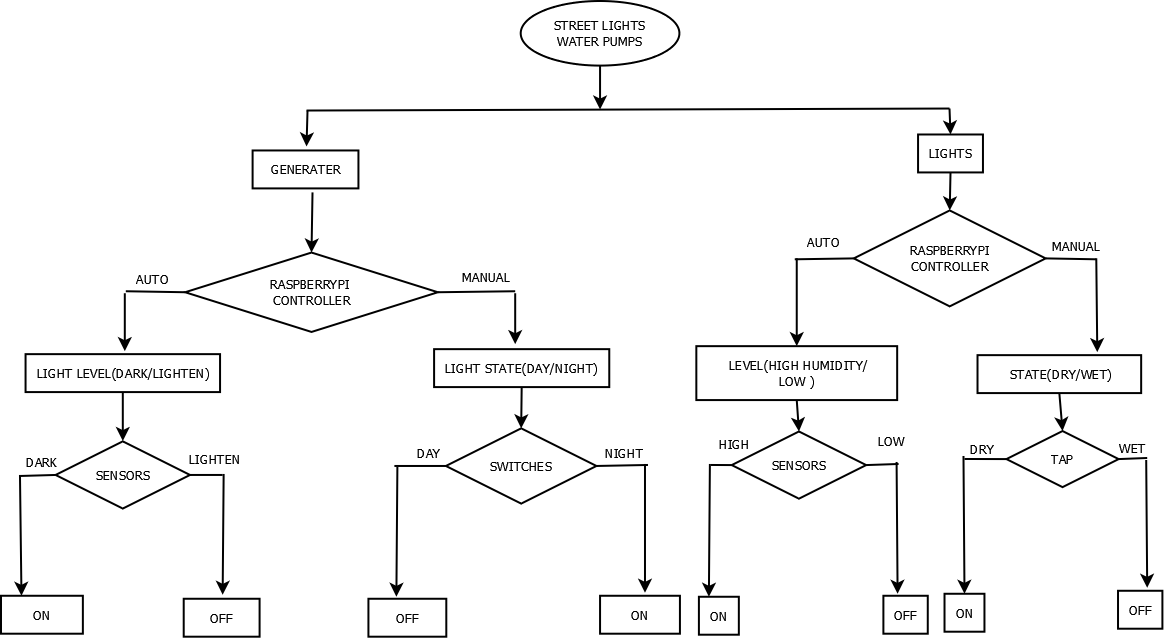 STREET LIGHTS
WATER PUMPS
GENERATER
LIGHTS
AUTO
RASPBERRYPI
CONTROLLER
MANUAL
AUTO
RASPBERRYPI
CONTROLLER
MANUAL
LIGHT LEVEL(DARK/LIGHTEN)
LIGHT STATE(DAY/NIGHT)
LEVEL(HIGH HUMIDITY/
LOW )
STATE(DRY/WET)
DARK
SENSORS
LIGHTEN
DAY
SWITCHES
NIGHT
HIGH
SENSORS
LOW
DRY
TAP
WET
ON
OFF
OFF
ON
ON
OFF
ON
OFF